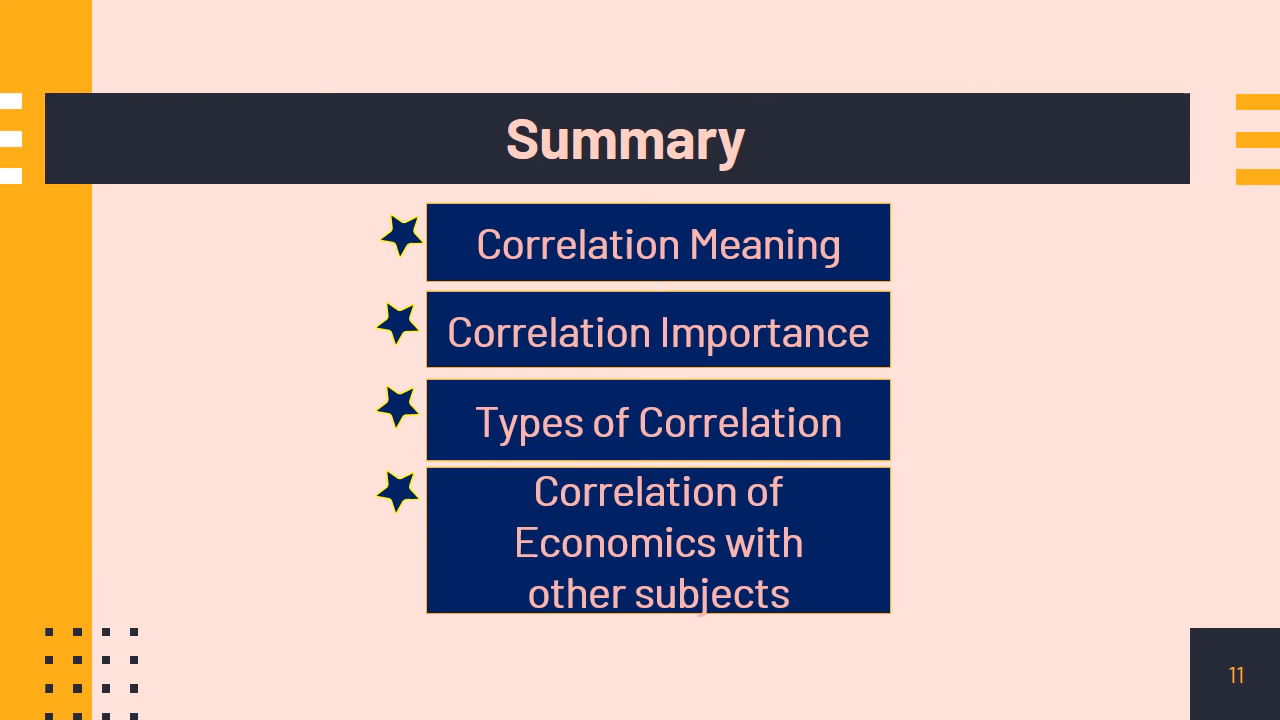 Summary
Correlation Meaning
Correlation Importance
Types of Correlation
Correlation of
Economics with
other subjects
11